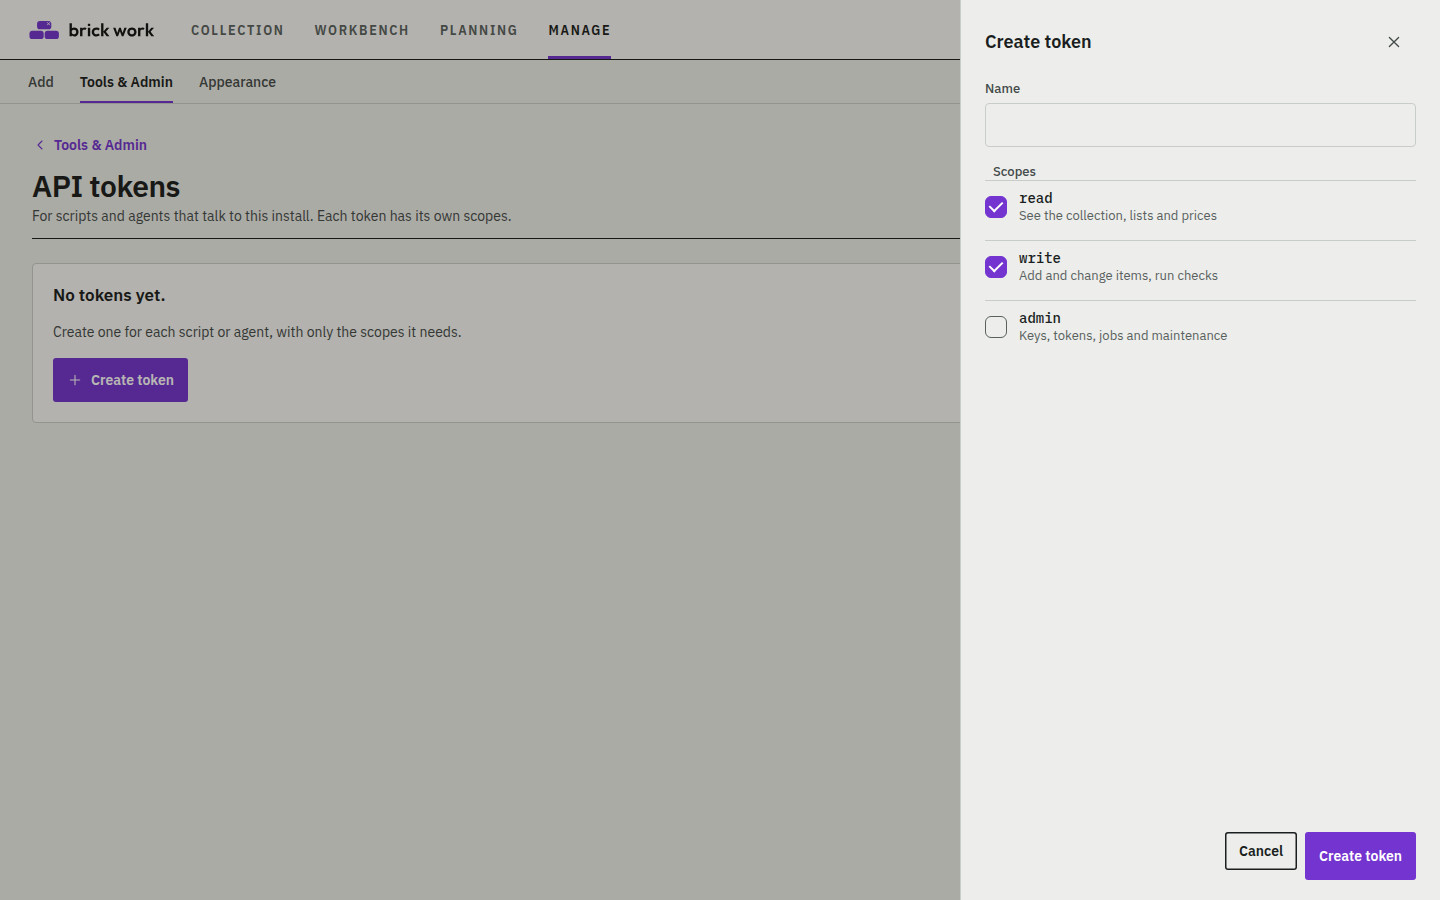 brick work
COLLECTION
WORKBENCH
PLANNING
MANAGE
Add
Tools & Admin
Appearance
Tools & Admin
API tokens
For scripts and agents that talk to this install. Each token has its own scopes.
No tokens yet.
Create one for each script or agent, with only the scopes it needs.
Create token
Create token
Name
Scopes
read
See the collection, lists and prices
write
Add and change items, run checks
admin
Keys, tokens, jobs and maintenance
Cancel
Create token